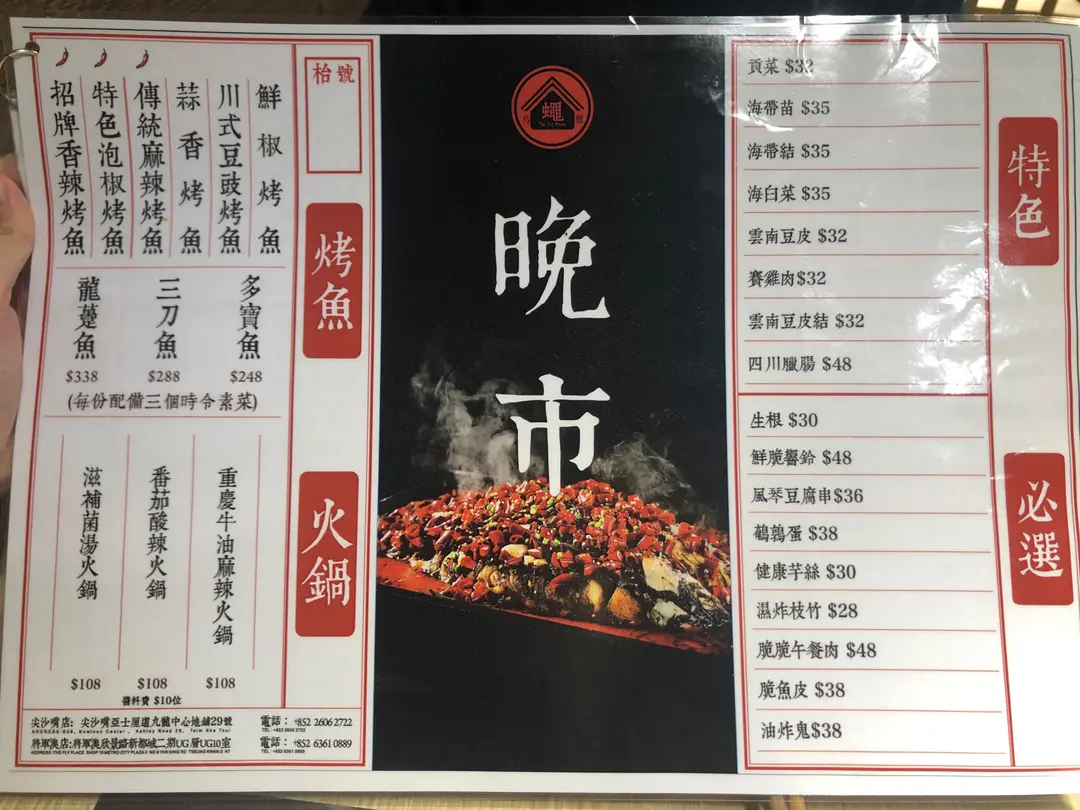 枱號
烤魚
鮮椒烤魚
川式豆豉烤魚
蒜香烤魚
傳統麻辣烤魚
特色泡椒烤魚
招牌香辣烤魚
多寶魚
$248
三刀魚
$288
龍躉魚
$338
(每份配備三個時令素菜)
火鍋
重慶牛油麻辣火鍋
$108
番茄酸辣火鍋
$108
滋補菌湯火鍋
$108
醬料費 $10位
尖沙嘴店: 尖沙嘴亞士厘道九龍中心地鋪29號
電話: +852 2606 2722
將軍澳店:將軍澳欣景路新都城二期UG層UG10室
電話: +852 6361 0889
蠅
館
晚市
特色
貢菜 $32
海帶苗 $35
海帶結 $35
海白菜 $35
雲南豆皮 $32
賽雞肉$32
雲南豆皮結 $32
四川臘腸 $48
必選
生根 $30
鮮脆響鈴 $48
風琴豆腐串$36
鵪鶉蛋 $38
健康芋絲 $30
濕炸枝竹 $28
脆脆午餐肉 $48
脆魚皮 $38
油炸鬼$38